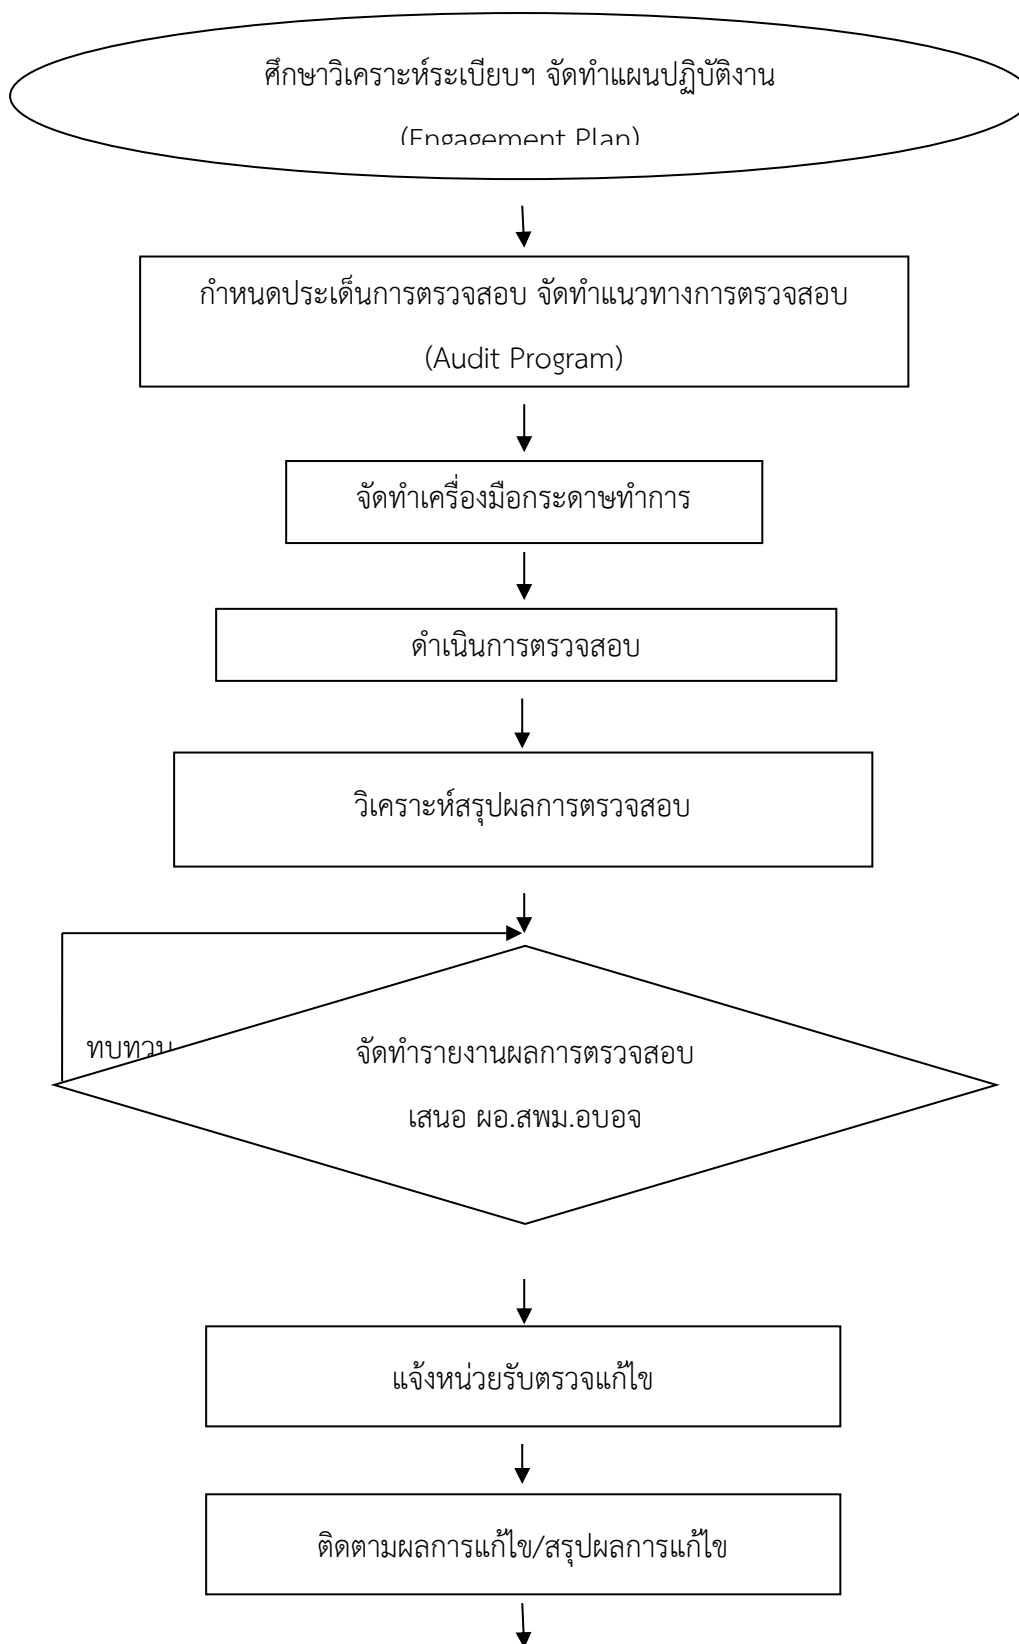 ศึกษาวิเคราะห์ระเบียบฯ จัดทำแผนปฏิบัติงาน
(Engagement Plan)
กำหนดประเด็นการตรวจสอบ จัดทำแนวทางการตรวจสอบ
(Audit Program)
จัดทำเครื่องมือกระดาษทำการ
ดำเนินการตรวจสอบ
วิเคราะห์สรุปผลการตรวจสอบ
ทบทวน
จัดทำรายงานผลการตรวจสอบ
เสนอ ผอ.สพม.อบอจ
แจ้งหน่วยรับตรวจแก้ไข
ติดตามผลการแก้ไข/สรุปผลการแก้ไข